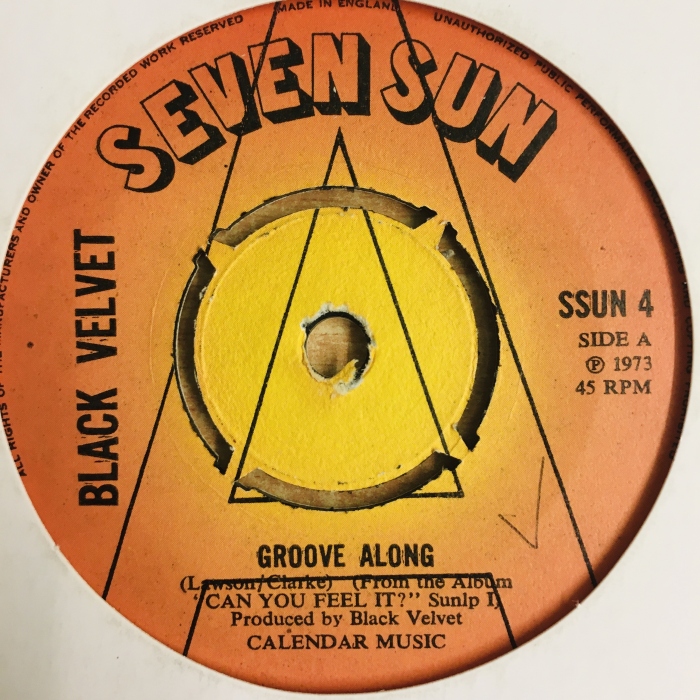 ALL RIGHTS OF THE MANUFACTURERS AND OWNER OF THE RECORDED WORK RESERVED
MADE IN ENGLAND
UNAUTHORIZED PUBLIC
SEVEN SUN
BLACK VELVET
SSUN 4
SIDE A
℗ 1973
45 RPM
GROOVE ALONG
(Lawson/Clarke) (From the Album
"CAN YOU FEEL IT?" Sunlp 1)
Produced by Black Velvet
CALENDAR MUSIC